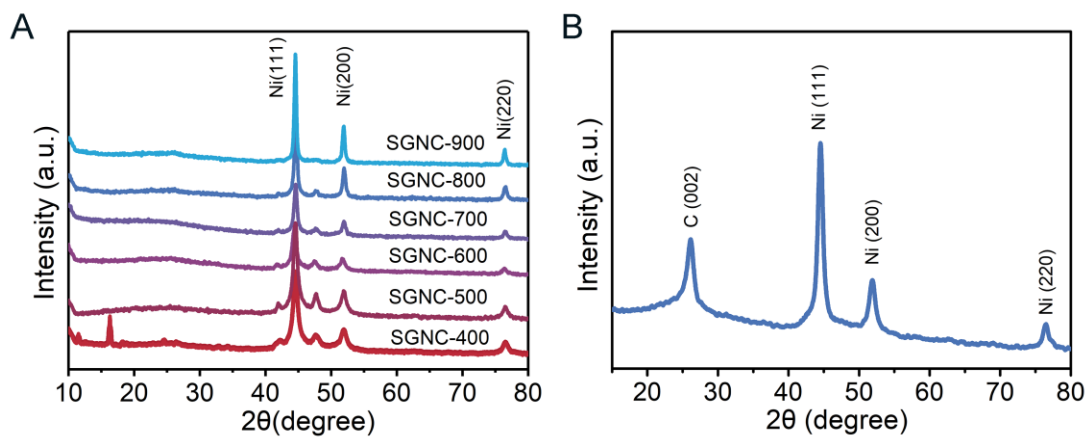 A
Intensity (a.u.)
Ni(111)
Ni(200)
Ni(220)
SGNC-900
SGNC-800
SGNC-700
SGNC-600
SGNC-500
SGNC-400
10 20 30 40 50 60 70 80
2θ(degree)
B
Intensity (a.u.)
C (002)
Ni (111)
Ni (200)
Ni (220)
20 30 40 50 60 70 80
2θ (degree)